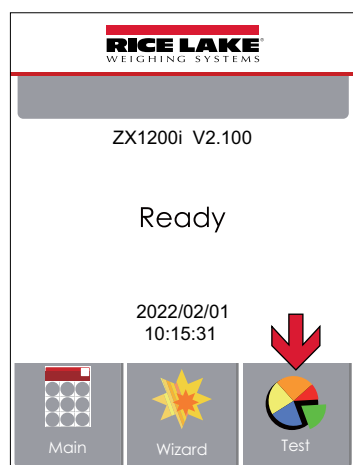 RICE LAKE
WEIGHING SYSTEMS
ZX1200i V2.100
Ready
2022/02/01
10:15:31
Main
Wizard
Test